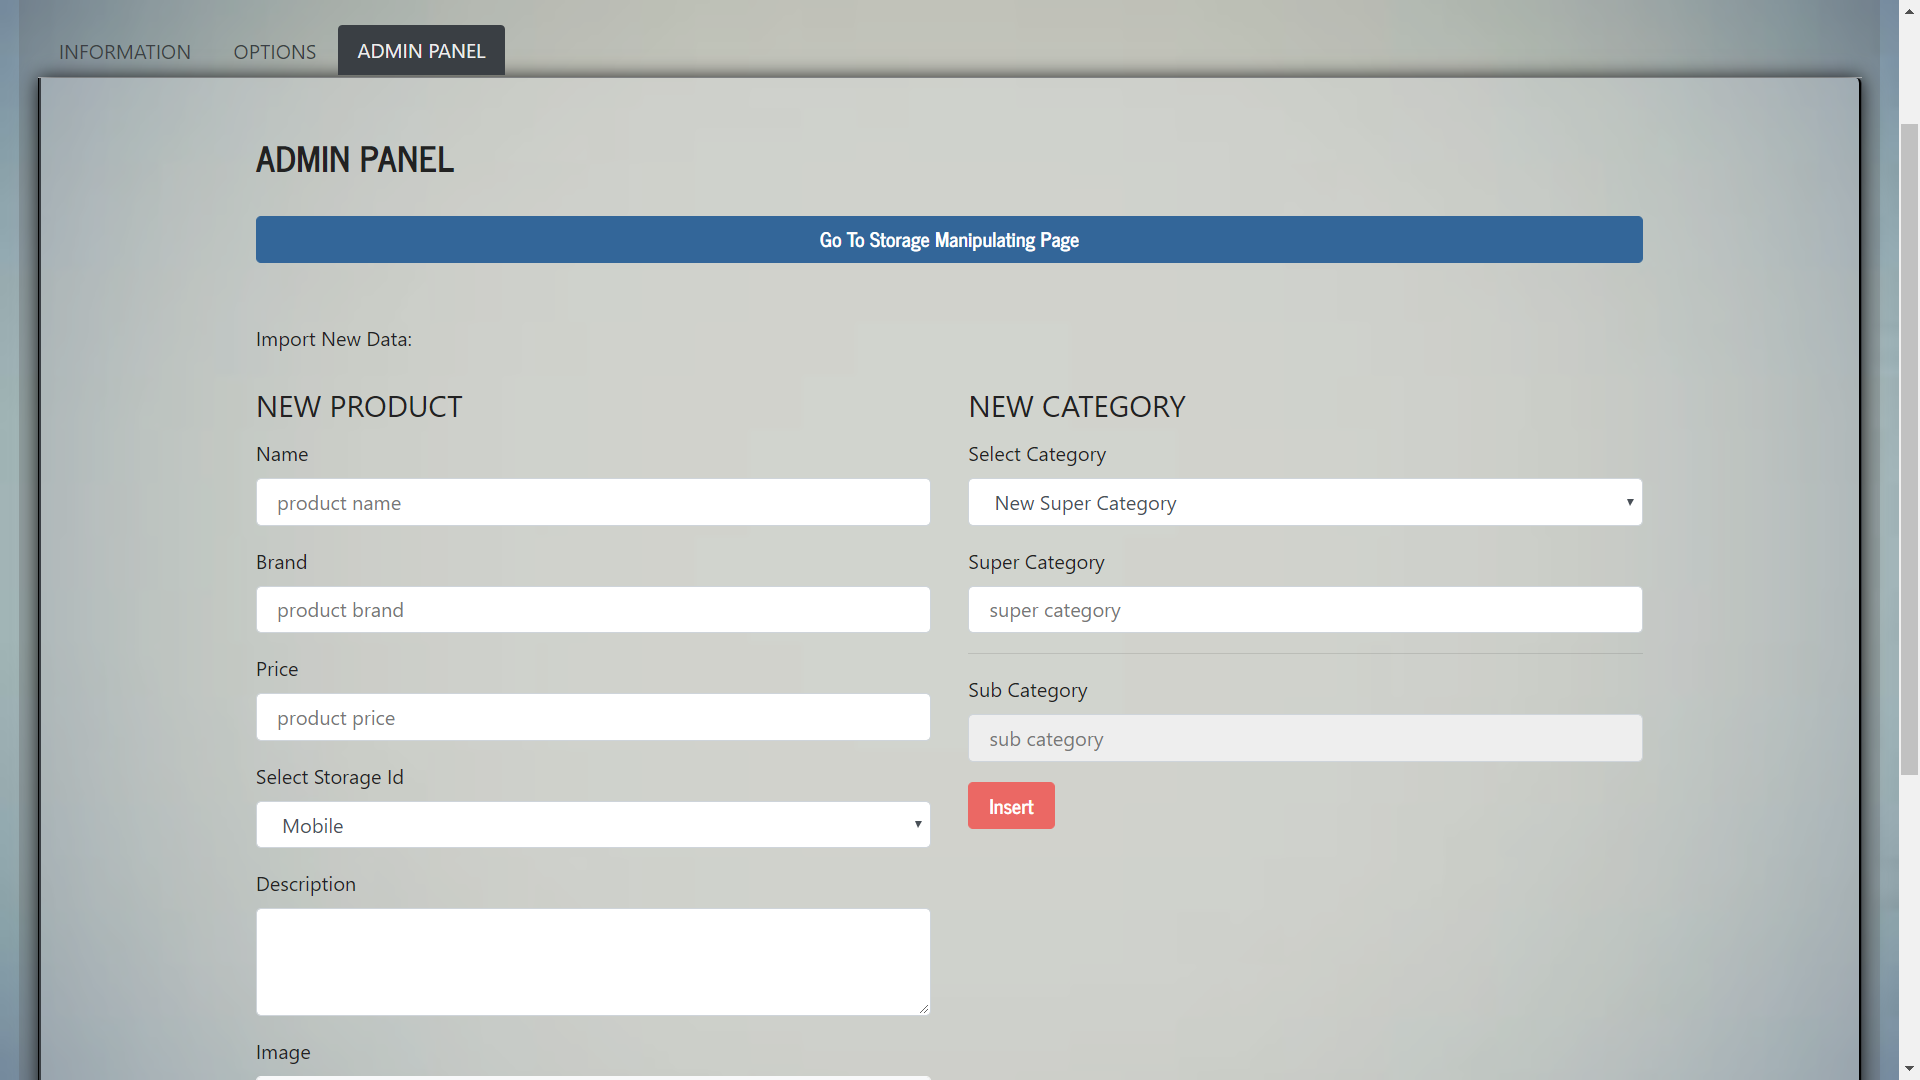 INFORMATION
OPTIONS
ADMIN PANEL
ADMIN PANEL
Go To Storage Manipulating Page
Import New Data:
NEW PRODUCT
Name
product name
Brand
product brand
Price
product price
Select Storage Id
Mobile
Description
Image
NEW CATEGORY
Select Category
New Super Category
Super Category
super category
Sub Category
sub category
Insert